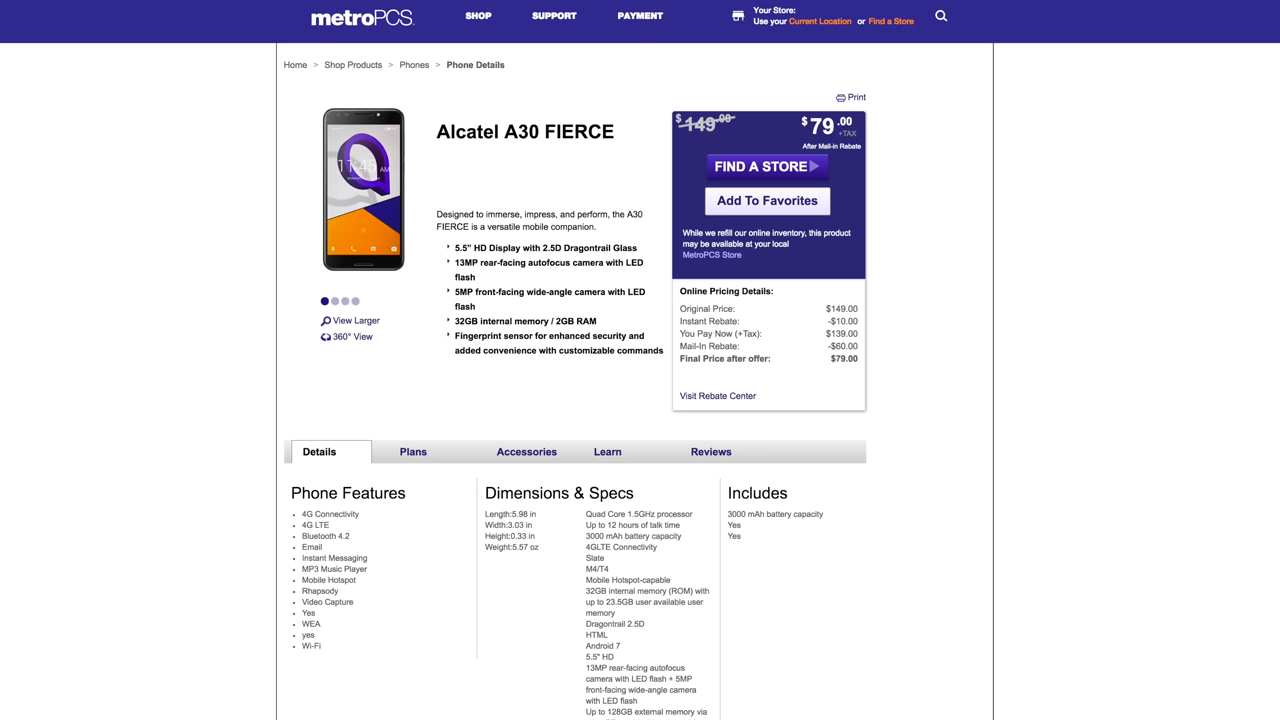 metroPCS.
SHOP
SUPPORT
PAYMENT
Your Store:
Use your Current Location or Find a Store
Home > Shop Products > Phones > Phone Details
Print
Alcatel A30 FIERCE
11:45 AM
Designed to immerse, impress, and perform, the A30
FIERCE is a versatile mobile companion.
5.5" HD Display with 2.5D Dragontrail Glass
13MP rear-facing autofocus camera with LED
flash
5MP front-facing wide-angle camera with LED
flash
32GB internal memory / 2GB RAM
Fingerprint sensor for enhanced security and
added convenience with customizable commands
View Larger
360° View
$149.00
$79.00
+TAX
After Mail-in Rebate
FIND A STORE
Add To Favorites
While we refill our online inventory, this product
may be available at your local
MetroPCS Store
Online Pricing Details:
Original Price: $149.00
Instant Rebate: -$10.00
You Pay Now (+Tax): $139.00
Mail-In Rebate: -$60.00
Final Price after offer: $79.00
Visit Rebate Center
Details
Plans
Accessories
Learn
Reviews
Phone Features
4G Connectivity
4G LTE
Bluetooth 4.2
Email
Instant Messaging
MP3 Music Player
Mobile Hotspot
Rhapsody
Video Capture
Yes
WEA
yes
Wi-Fi
Dimensions & Specs
Length:5.98 in
Width:3.03 in
Height:0.33 in
Weight:5.57 oz
Quad Core 1.5GHz processor
Up to 12 hours of talk time
3000 mAh battery capacity
4GLTE Connectivity
Slate
M4/T4
Mobile Hotspot-capable
32GB internal memory (ROM) with
up to 23.5GB user available user
memory
Dragontrail 2.5D
HTML
Android 7
5.5" HD
13MP rear-facing autofocus
camera with LED flash + 5MP
front-facing wide-angle camera
with LED flash
Up to 128GB external memory via
Includes
3000 mAh battery capacity
Yes
Yes